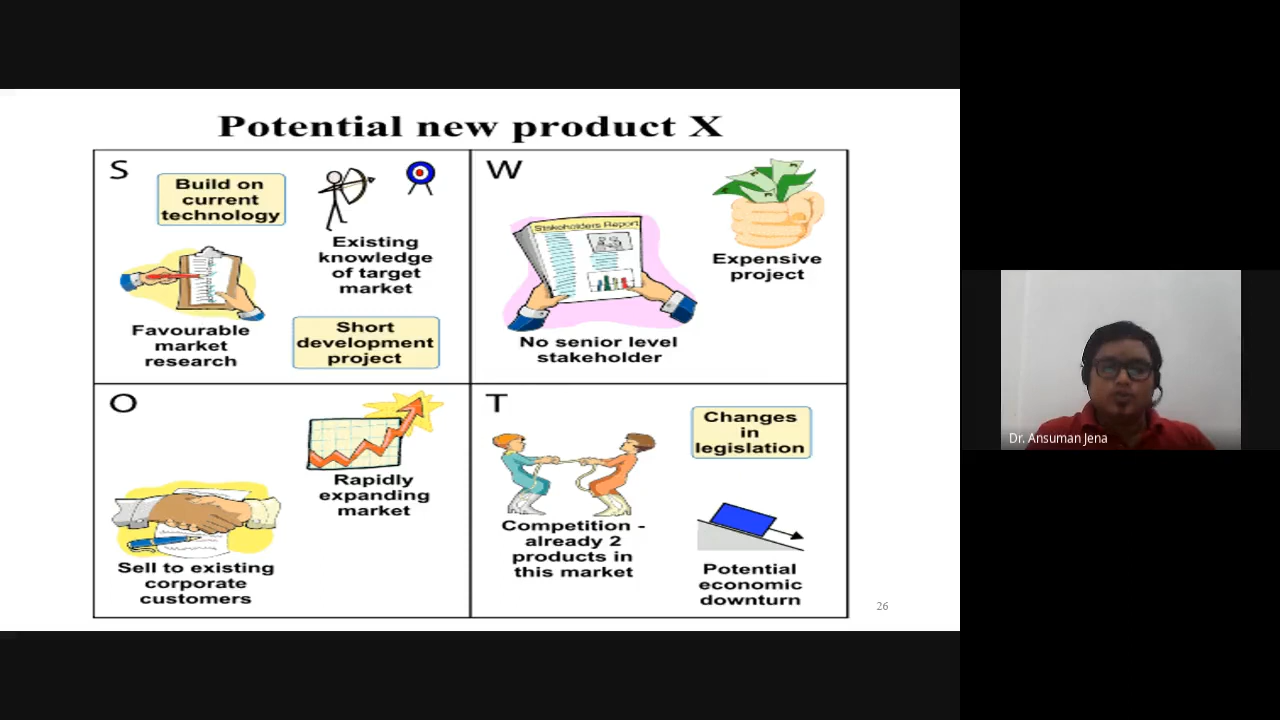 Potential new product X
S
Build on
current
technology
Existing
knowledge
of target
market
Favourable
market
research
Short
development
project
W
Stakeholders Report
No senior level
stakeholder
Expensive
project
O
Rapidly
expanding
market
Sell to existing
corporate
customers
T
Changes
in
legislation
Competition -
already 2
products in
this market
Potential
economic
downturn
26
Dr. Ansuman Jena